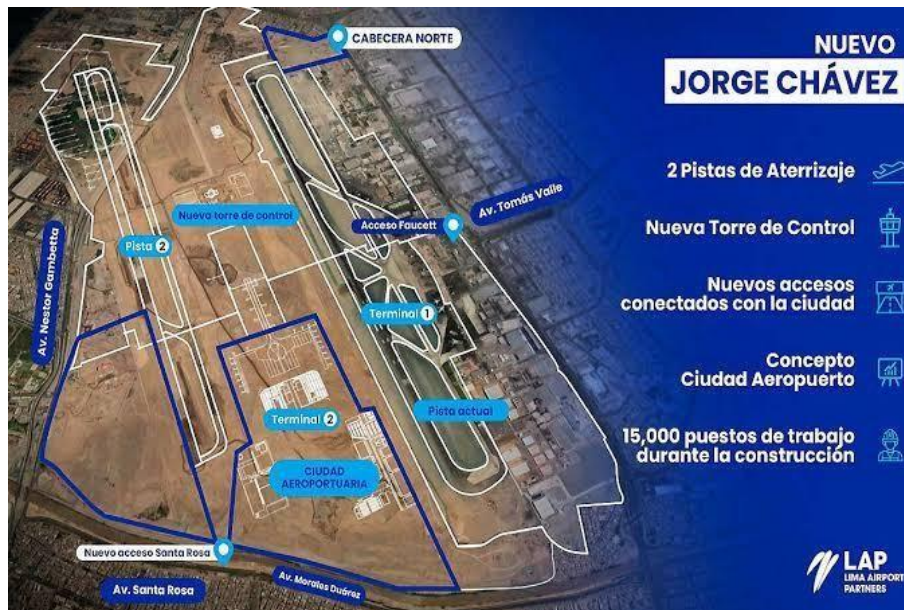 CABECERA NORTE
NUEVO
JORGE CHÁVEZ
2 Pistas de Aterrizaje
Nueva Torre de Control
Nuevos accesos
conectados con la ciudad
Concepto
Ciudad Aeropuerto
15,000 puestos de trabajo
durante la construcción
Av. Tomás Valle
Acceso Faucett
Nueva torre de control
Pista 2
Av. Nestor Gambetta
Terminal 1
Pista actual
Terminal 2
CIUDAD
AEROPORTUARIA
Nuevo acceso Santa Rosa
Av. Santa Rosa
Av. Morales Duárez
LAP
LIMA AIRPORT
PARTNERS